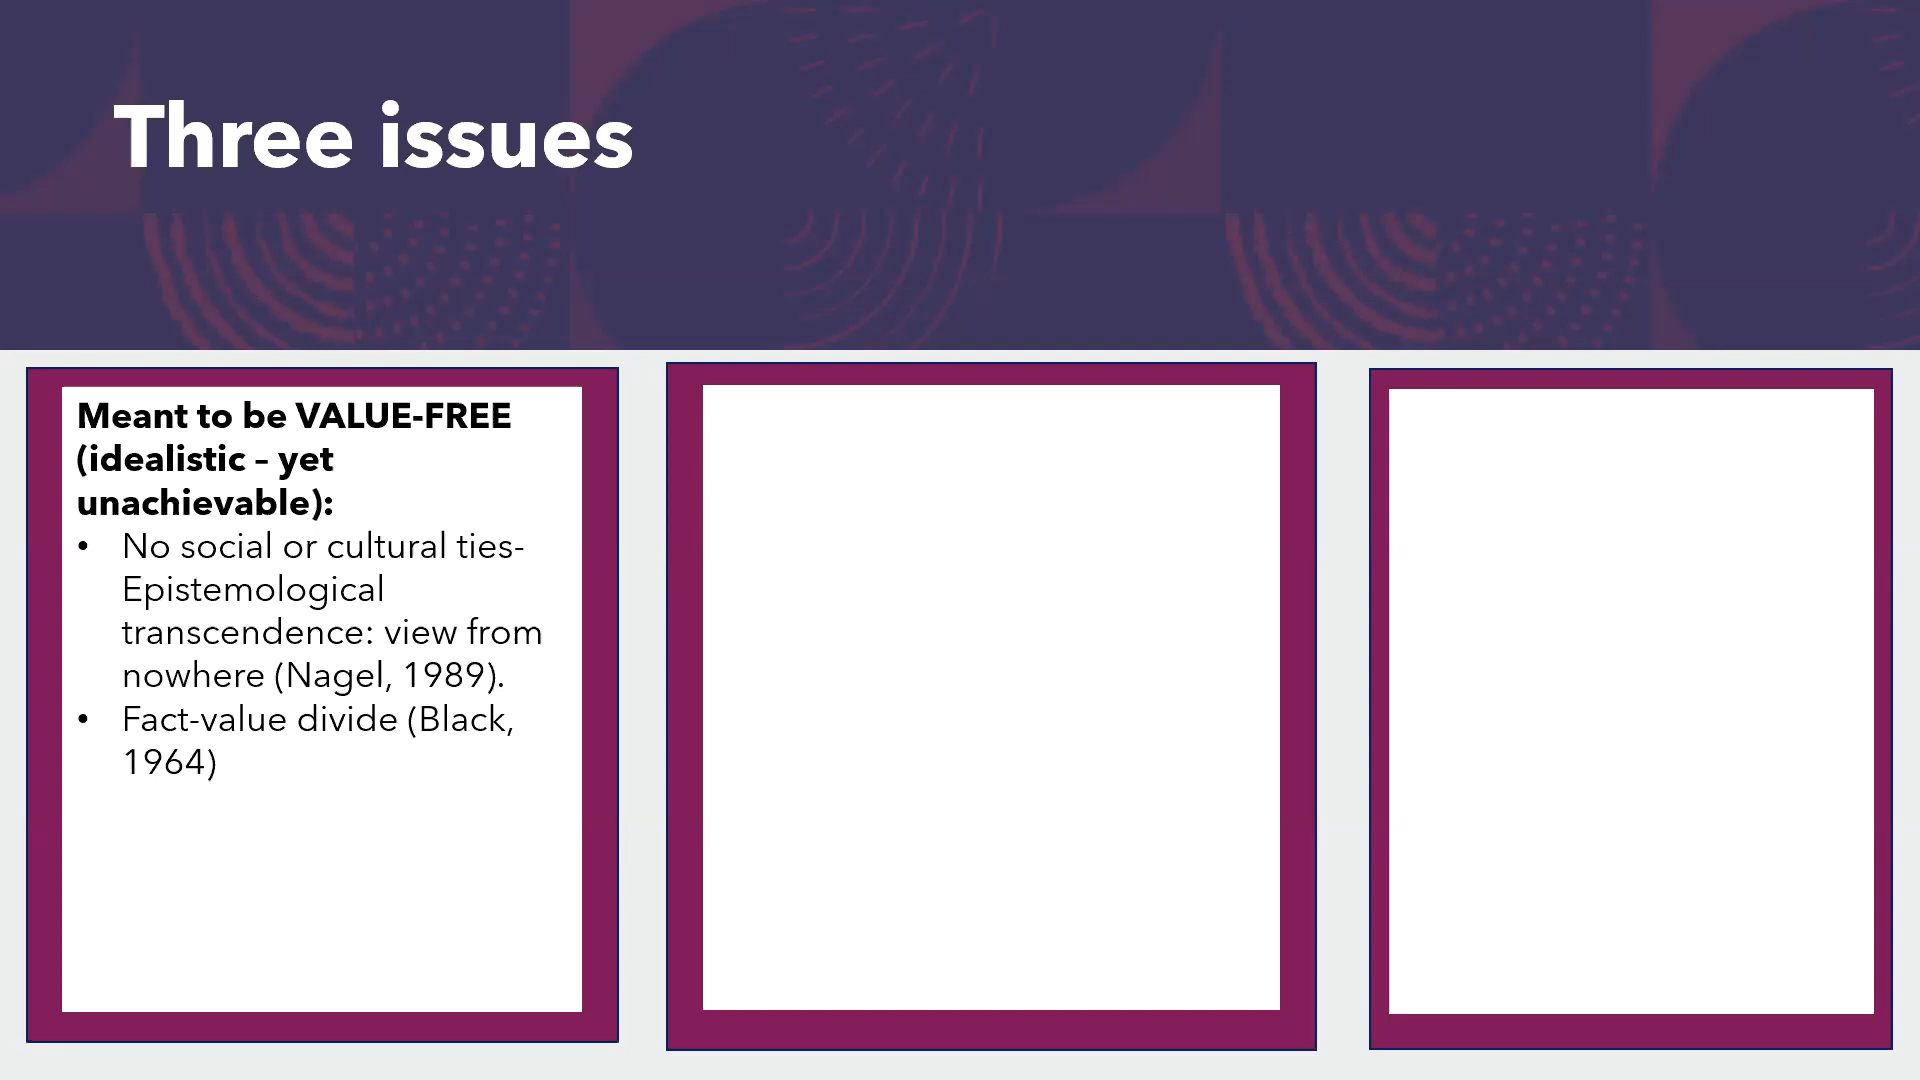 Three issues
Meant to be VALUE-FREE
(idealistic – yet
unachievable):
• No social or cultural ties-
Epistemological
transcendence: view from
nowhere (Nagel, 1989).
• Fact-value divide (Black,
1964)